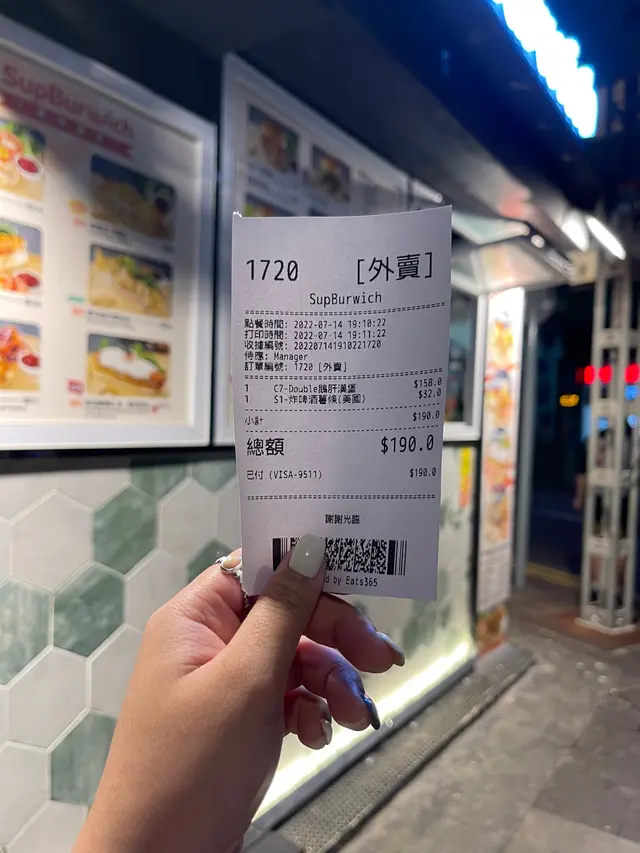 SupBurwich
1720 [外賣]
SupBurwich
點餐時間: 2022-07-14 19:10:22
打印時間: 2022-07-14 19:11:22
收據編號: 202207141910221720
侍應: Manager
訂單編號: 1720 [外賣]
1 C7-Double鵝肝漢堡 $158.0
1 S1-炸啤酒薯條(美國) $32.0
小計 $190.0
總額 $190.0
已付 (VISA-9511) $190.0
謝謝光臨
d by Eats365